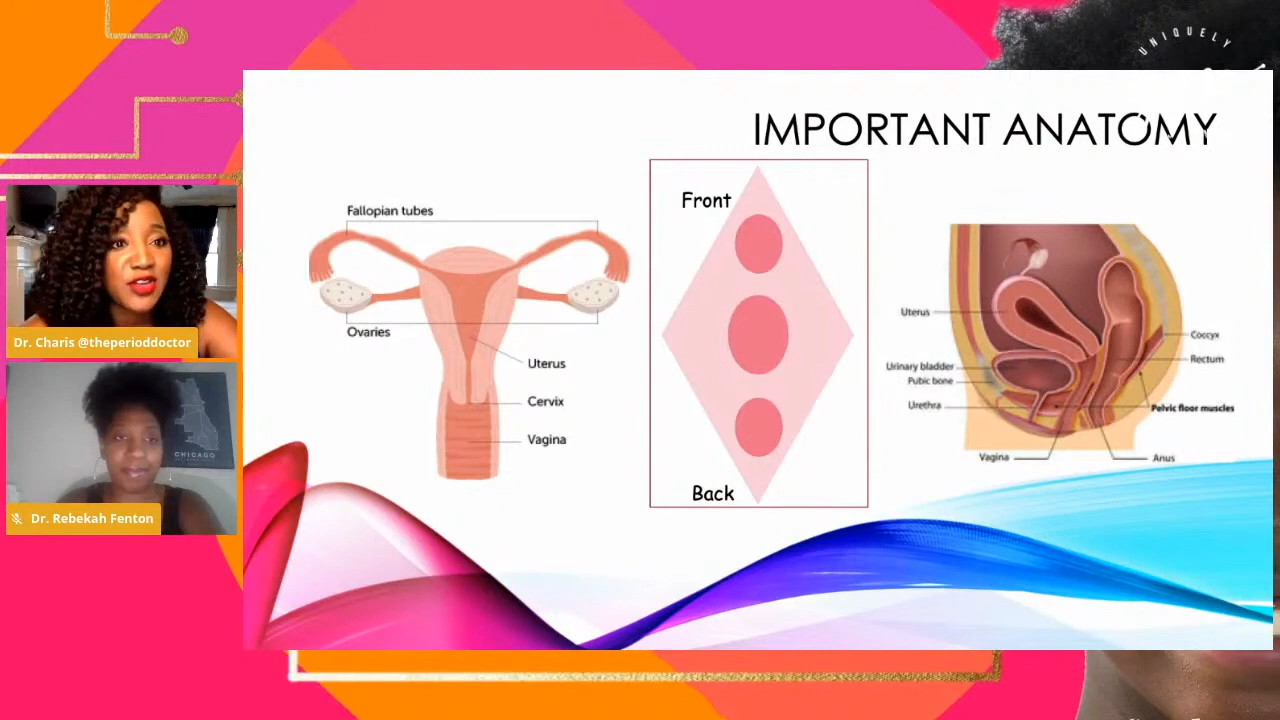 UNIQUELY
IMPORTANT ANATOMY
Fallopian tubes
Ovaries
Uterus
Cervix
Vagina
Front
Back
Uterus
Urinary bladder
Pubic bone
Urethra
Vagina
Coccyx
Rectum
Pelvic floor muscles
Anus
Dr. Charis @theperioddoctor
CHICAGO
Dr. Rebekah Fenton